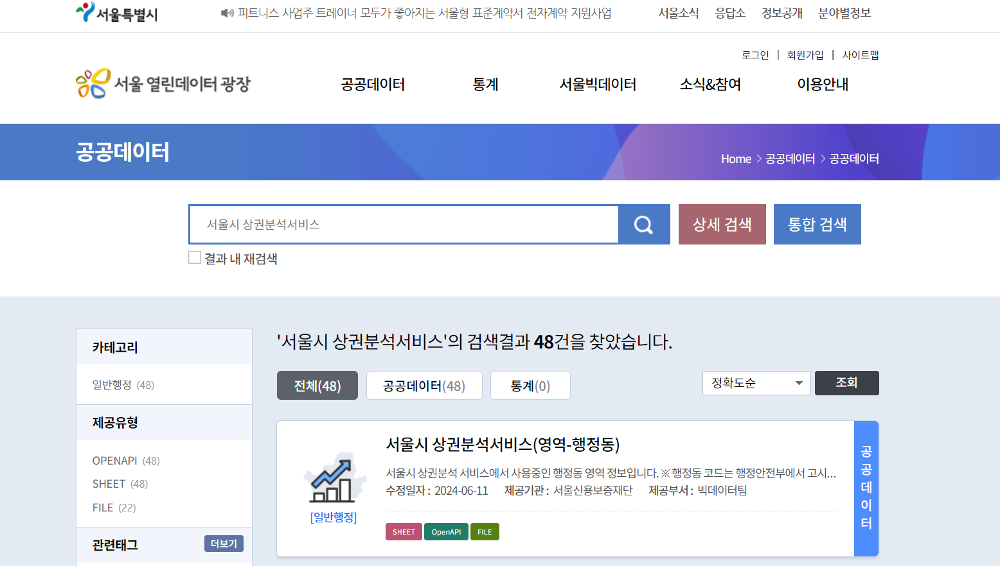 서울특별시
피트니스 사업주 트레이너 모두가 좋아지는 서울형 표준계약서 전자계약 지원사업
서울소식 응답소 정보공개 분야별정보
로그인 | 회원가입 | 사이트맵
서울 열린데이터 광장
공공데이터 통계 서울빅데이터 소식&참여 이용안내
공공데이터
Home > 공공데이터 > 공공데이터
서울시 상권분석서비스
상세 검색
통합 검색
결과 내 재검색
카테고리
일반행정 (48)
제공유형
OPENAPI (48)
SHEET (48)
FILE (22)
관련태그 더보기
'서울시 상권분석서비스'의 검색결과 48건을 찾았습니다.
전체(48) 공공데이터(48) 통계(0)
정확도순 조회
서울시 상권분석서비스(영역-행정동)
서울시 상권분석 서비스에서 사용중인 행정동 영역 정보입니다. ※ 행정동 코드는 행정안전부에서 고시...
수정일자 : 2024-06-11 제공기관 : 서울신용보증재단 제공부서 : 빅데이터팀
[일반행정]
SHEET OpenAPI FILE
공공데이터